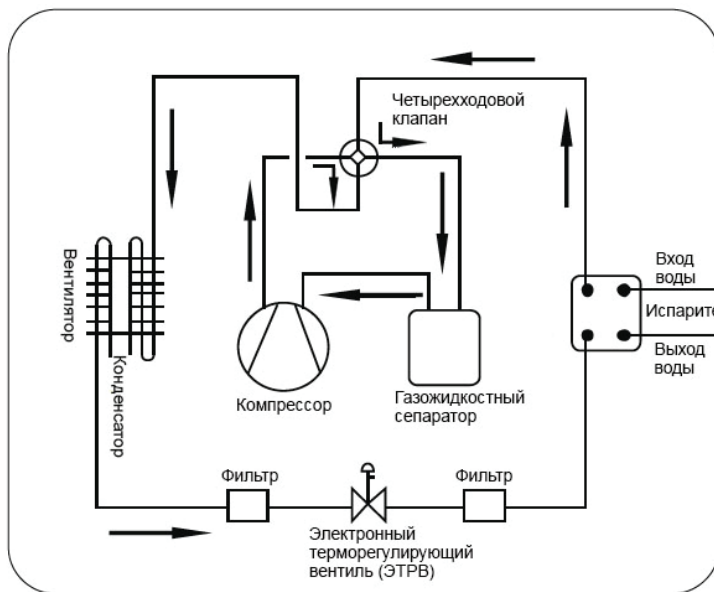 Четырехходовой
клапан
Вентилятор
Конденсатор
Компрессор
Газожидкостный
сепаратор
Вход
воды
Испарите
Выход
воды
Фильтр
Фильтр
Электронный
терморегулирующий
вентиль (ЭТРВ)